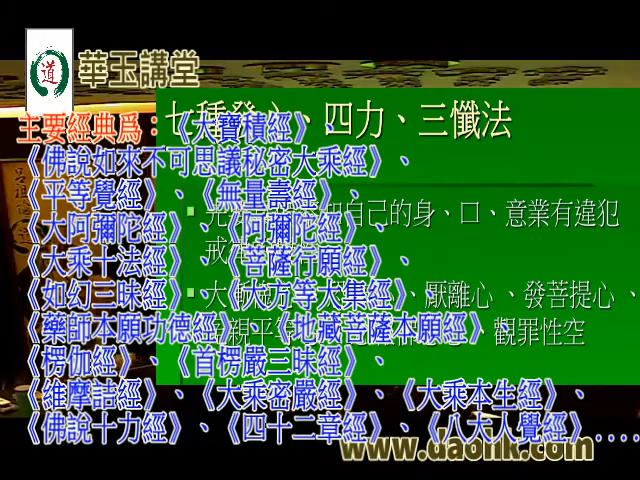 道
華玉講堂
七種發心、四力、三懺法
主要經典爲：《大寶積經》、
《佛說如來不可思議秘密大乘經》、
《平等覺經》、《無量壽經》、
自己的身、口、意業有違犯
《大阿彌陀經》、《阿彌陀經》、
戒
《大乘十法經》、《菩薩行願經》、
《如幻三昧經》、《大方等大集經》、
大 、厭離心、發菩提心、
《藥師本願功德經》、《地藏菩薩本願經》、
親平等 觀罪性空
《楞伽經》、《首楞嚴三昧經》、
《維摩詰經》、《大乘密嚴經》、《大乘本生經》、
《佛說十力經》、《四十二章經》、《八大人覺經》....
www.daohk.com